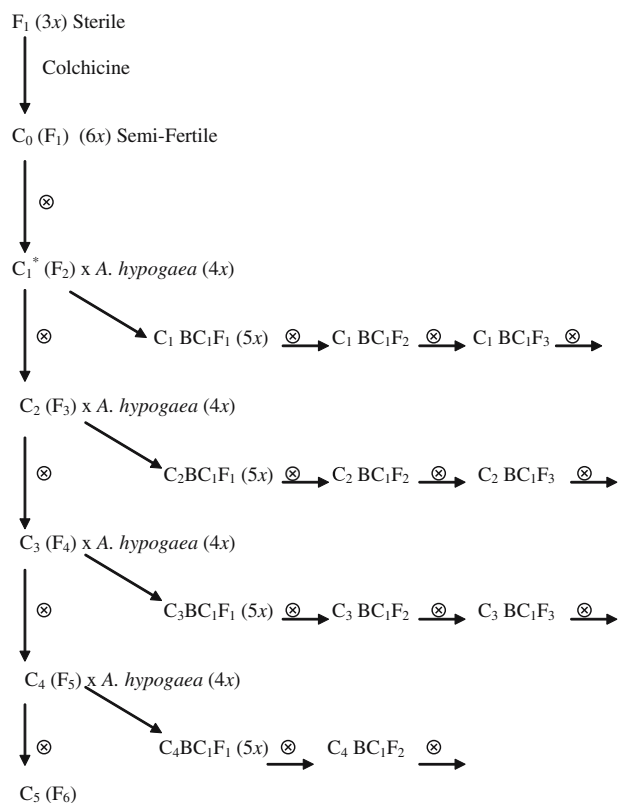 F₁ (3x) Sterile
Colchicine
C₀ (F₁) (6x) Semi-Fertile
⊗
C₁* (F₂) x A. hypogaea (4x)
⊗ C₁ BC₁F₁ (5x) ⊗ C₁ BC₁F₂ ⊗ C₁ BC₁F₃ ⊗
C₂ (F₃) x A. hypogaea (4x)
⊗ C₂BC₁F₁ (5x) ⊗ C₂ BC₁F₂ ⊗ C₂ BC₁F₃ ⊗
C₃ (F₄) x A. hypogaea (4x)
⊗ C₃BC₁F₁ (5x) ⊗ C₃ BC₁F₂ ⊗ C₃ BC₁F₃ ⊗
C₄ (F₅) x A. hypogaea (4x)
⊗ C₄BC₁F₁ (5x) ⊗ C₄ BC₁F₂ ⊗
C₅ (F₆)